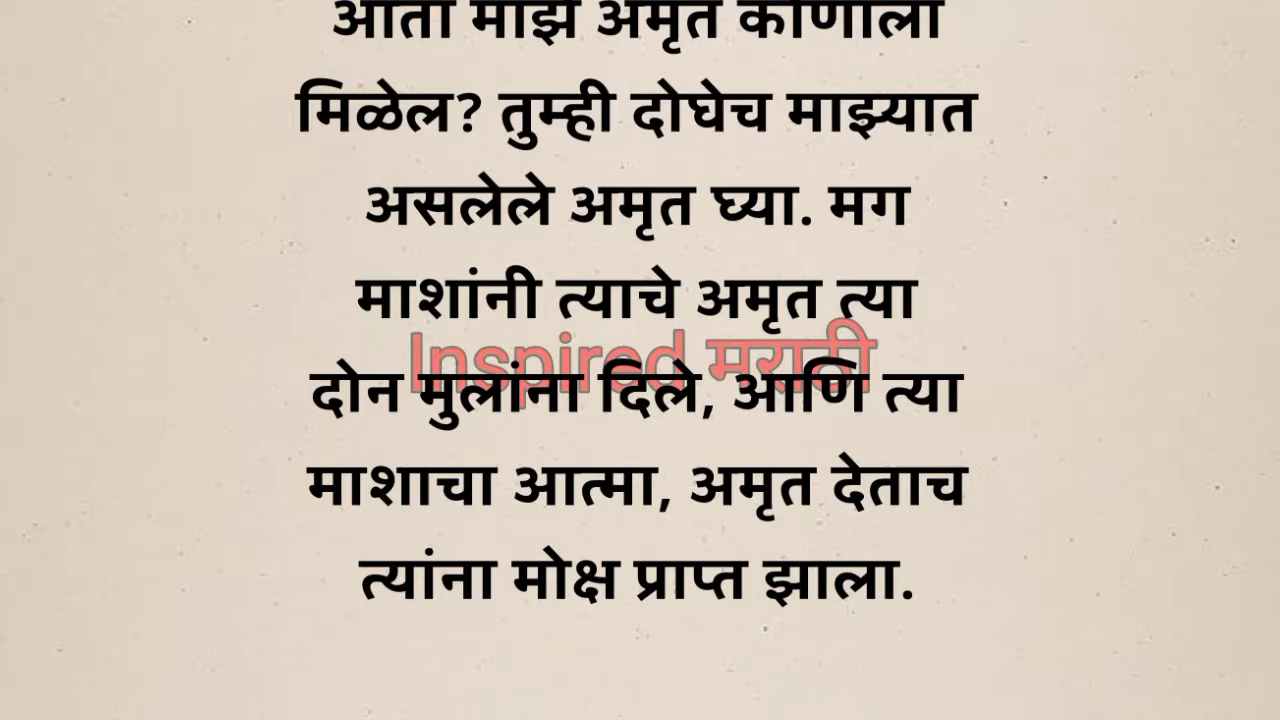 आता माझे अमृत कोणाला
मिळेल? तुम्ही दोघेच माझ्यात
असलेले अमृत घ्या. मग
माशांनी त्याचे अमृत त्या
Inspired मराठी
दोन मुलांना दिले, आणि त्या
माशाचा आत्मा, अमृत देताच
त्यांना मोक्ष प्राप्त झाला.